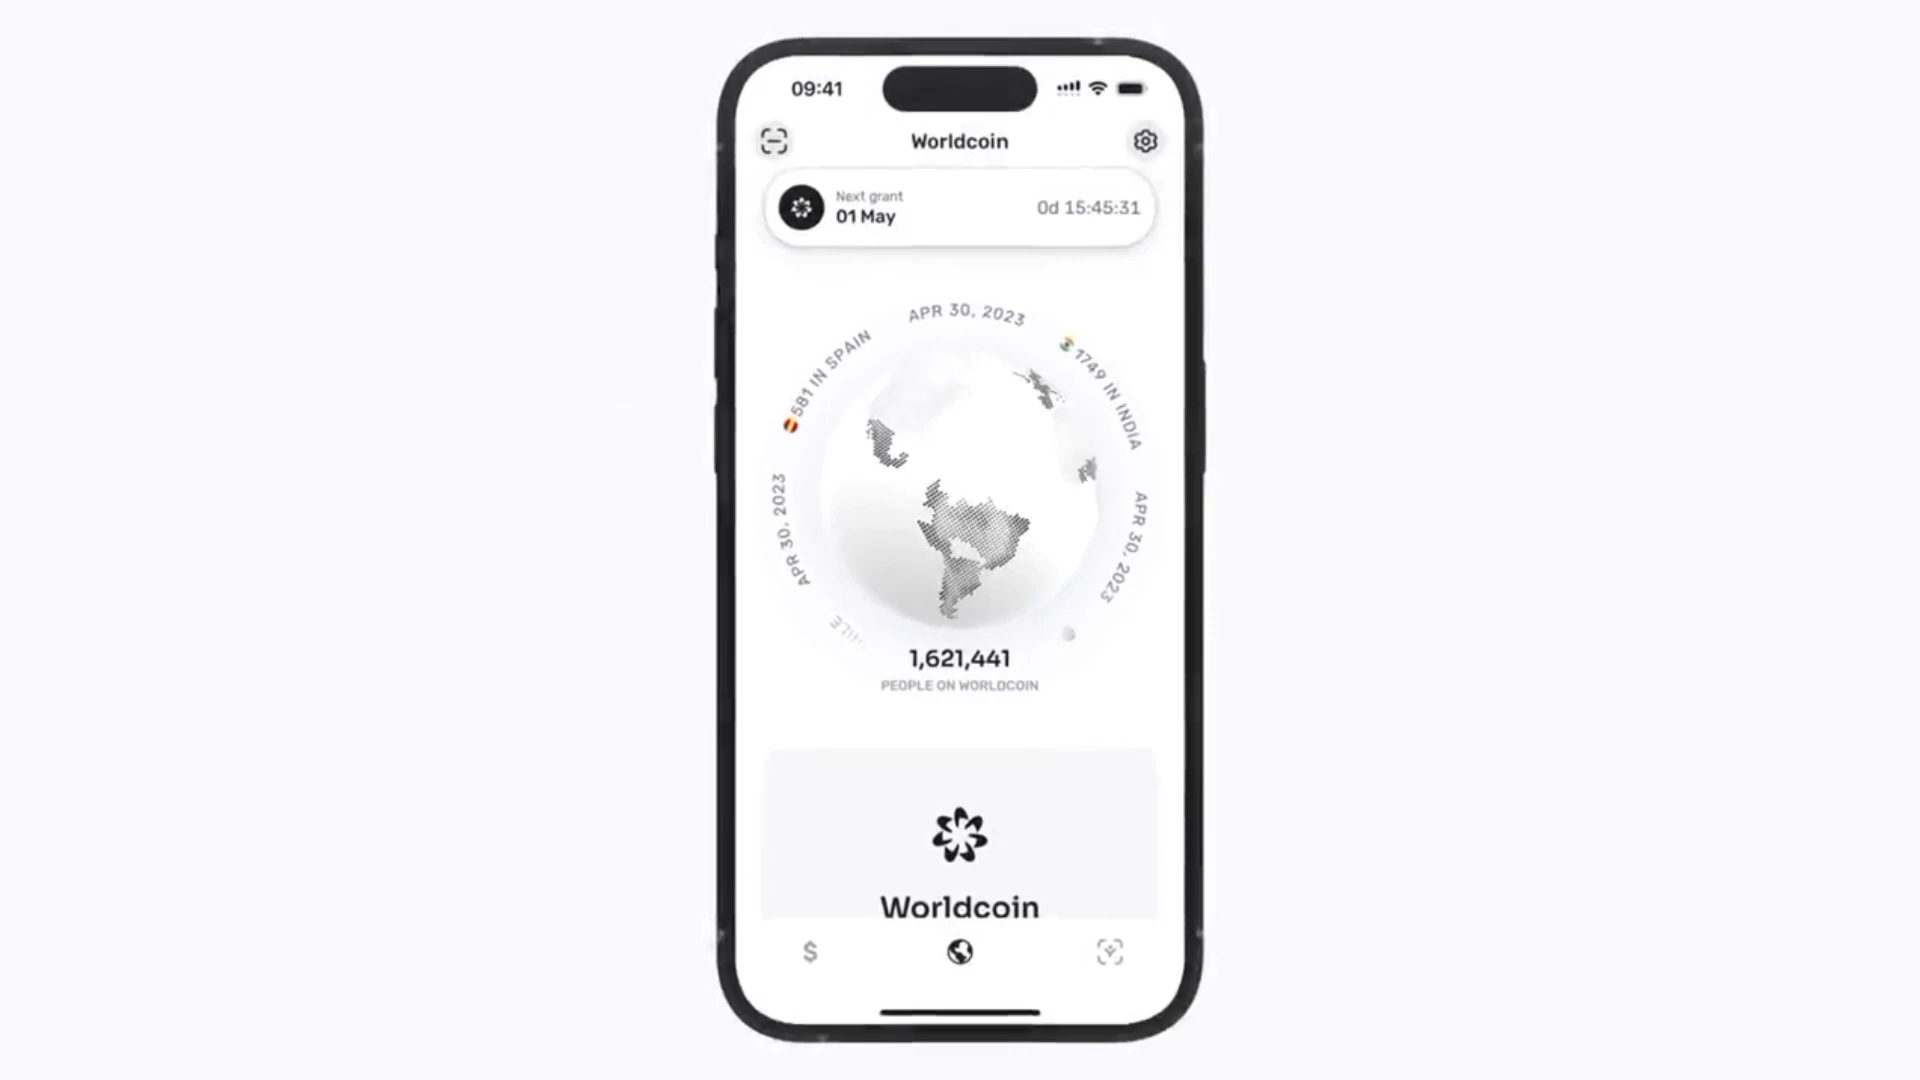 09:41
Worldcoin
Next grant
01 May
0d 15:45:31
APR 30, 2023
581 IN SPAIN
1749 IN INDIA
APR 30, 2023
APR 30, 2023
1,621,441
PEOPLE ON WORLDCOIN
Worldcoin
$